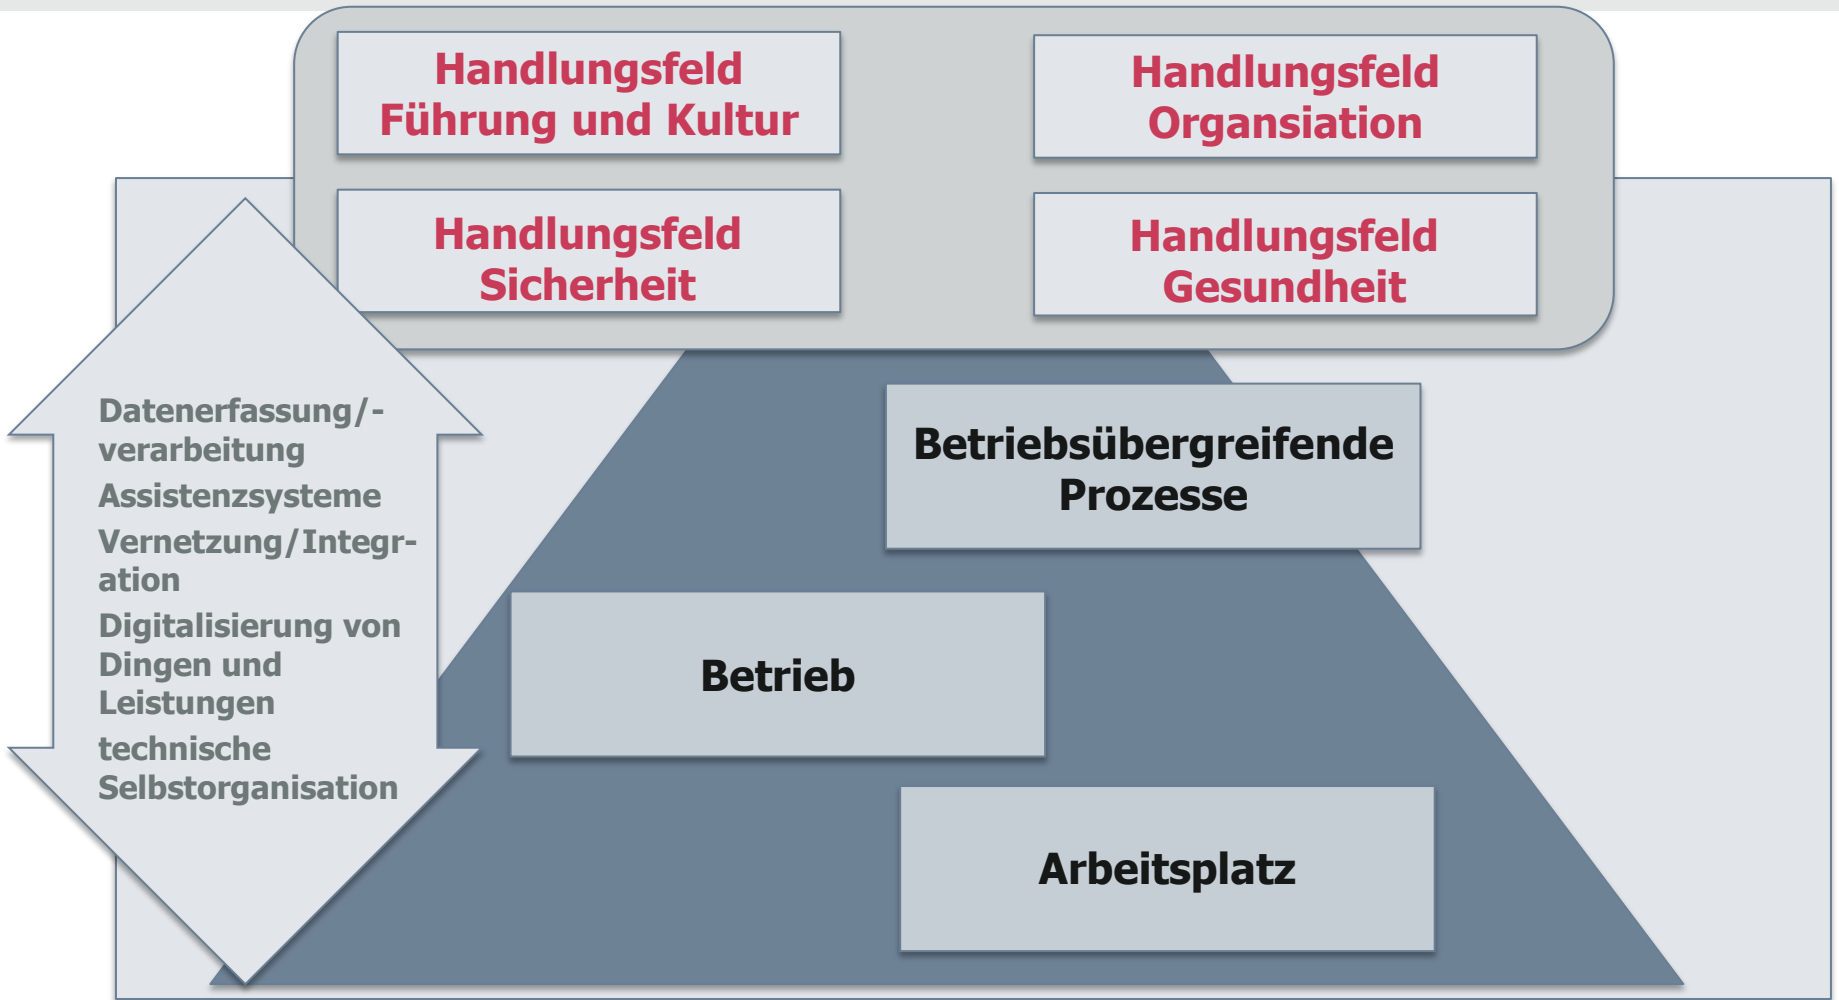 Handlungsfeld
Führung und Kultur
Handlungsfeld
Organsiation
Handlungsfeld
Sicherheit
Handlungsfeld
Gesundheit
Datenerfassung/-
verarbeitung
Assistenzsysteme
Vernetzung/Integr-
ation
Digitalisierung von
Dingen und
Leistungen
technische
Selbstorganisation
Betriebsübergreifende
Prozesse
Betrieb
Arbeitsplatz